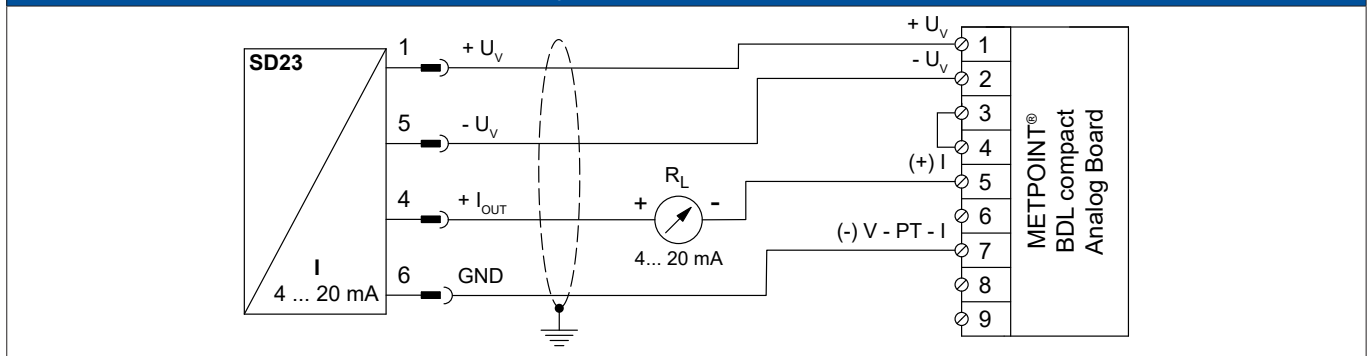 SD23
I
4 ... 20 mA
1
+ U_V
5
- U_V
4
+ I_OUT
6
GND
R_L
+
-
4... 20 mA
+ U_V
- U_V
(+) I
(-) V - PT - I
1
2
3
4
5
6
7
8
9
METPOINT®
BDL compact
Analog Board